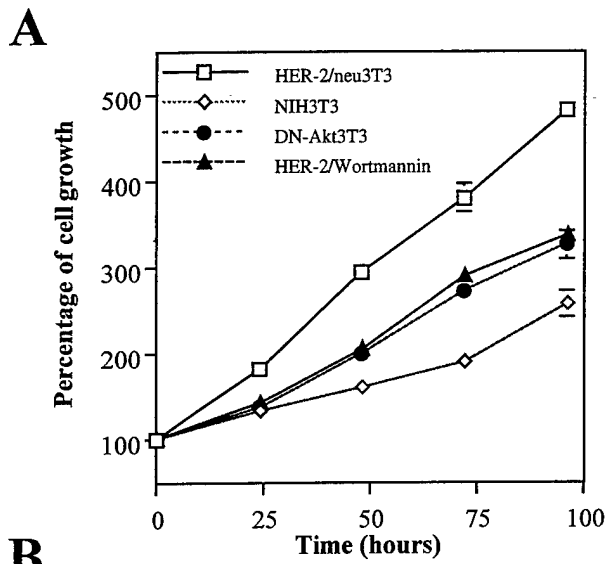 A
HER-2/neu3T3
NIH3T3
DN-Akt3T3
HER-2/Wortmannin
500
400
300
200
100
Percentage of cell growth
0
25
50
75
100
Time (hours)
B